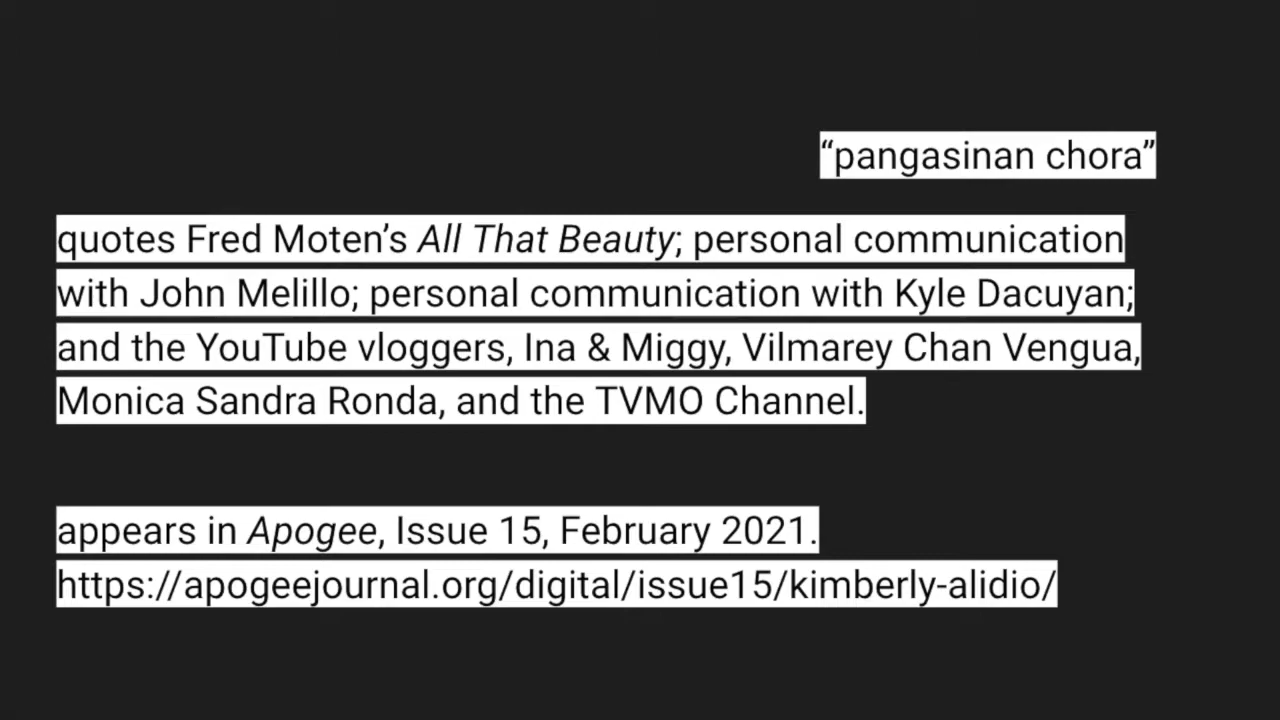 “pangasinan chora”
quotes Fred Moten’s All That Beauty; personal communication
with John Melillo; personal communication with Kyle Dacuyan;
and the YouTube vloggers, Ina & Miggy, Vilmarey Chan Vengua,
Monica Sandra Ronda, and the TVMO Channel.
appears in Apogee, Issue 15, February 2021.
https://apogeejournal.org/digital/issue15/kimberly-alidio/